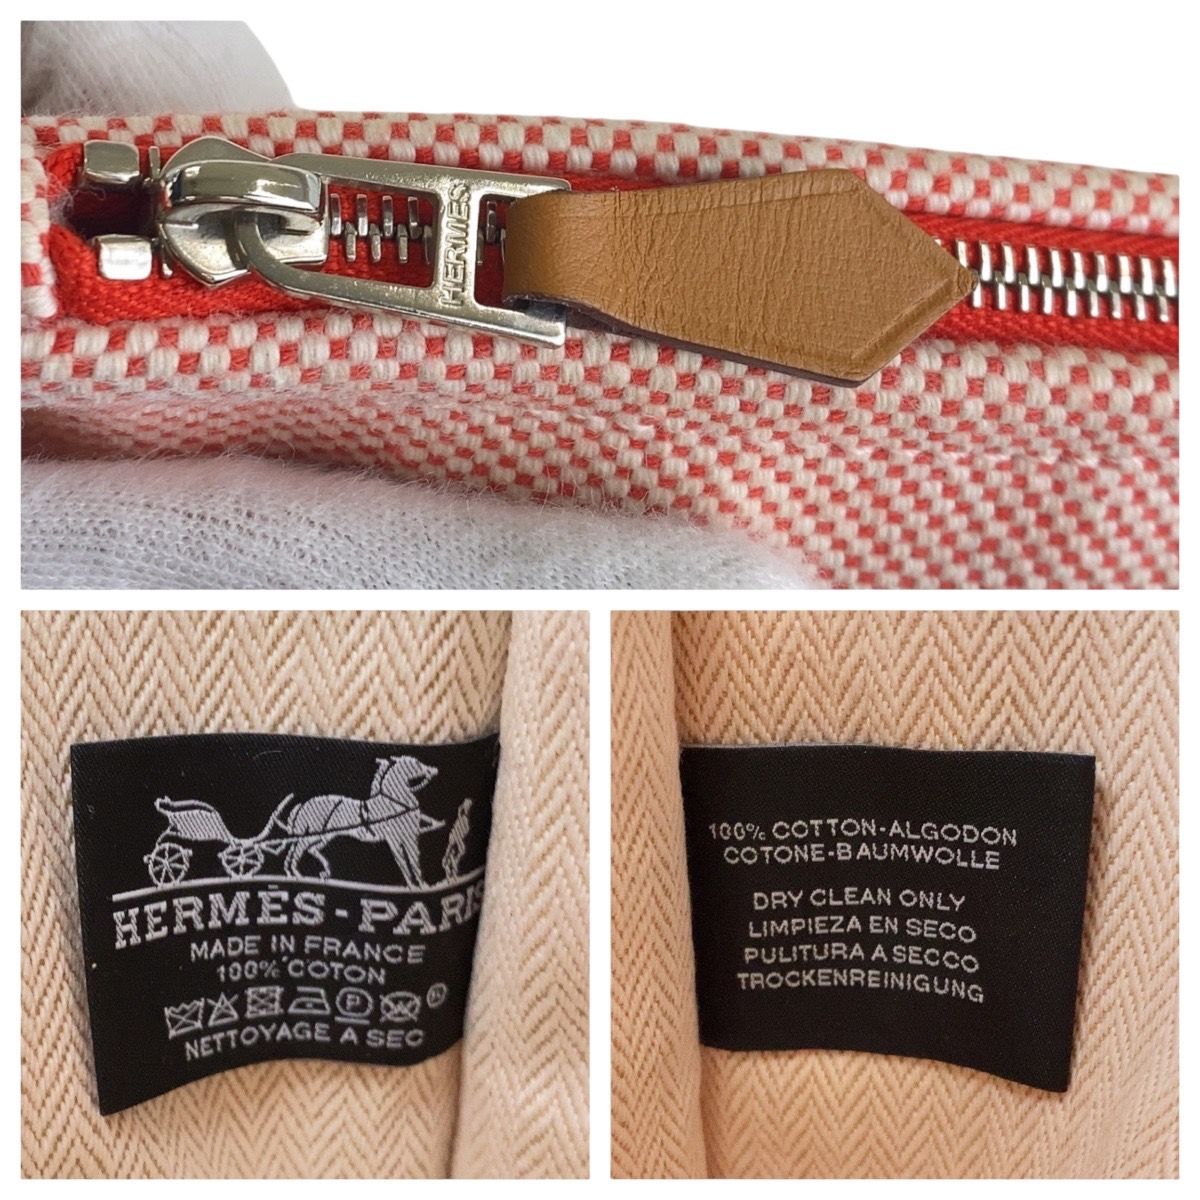 HERMES
HERMÈS-PARIS
MADE IN FRANCE
100% COTON
P
NETTOYAGE A SEC
100% COTTON-ALGODON
COTONE-BAUMWOLLE
DRY CLEAN ONLY
LIMPIEZA EN SECO
PULITURA A SECCO
TROCKENREINIGUNG